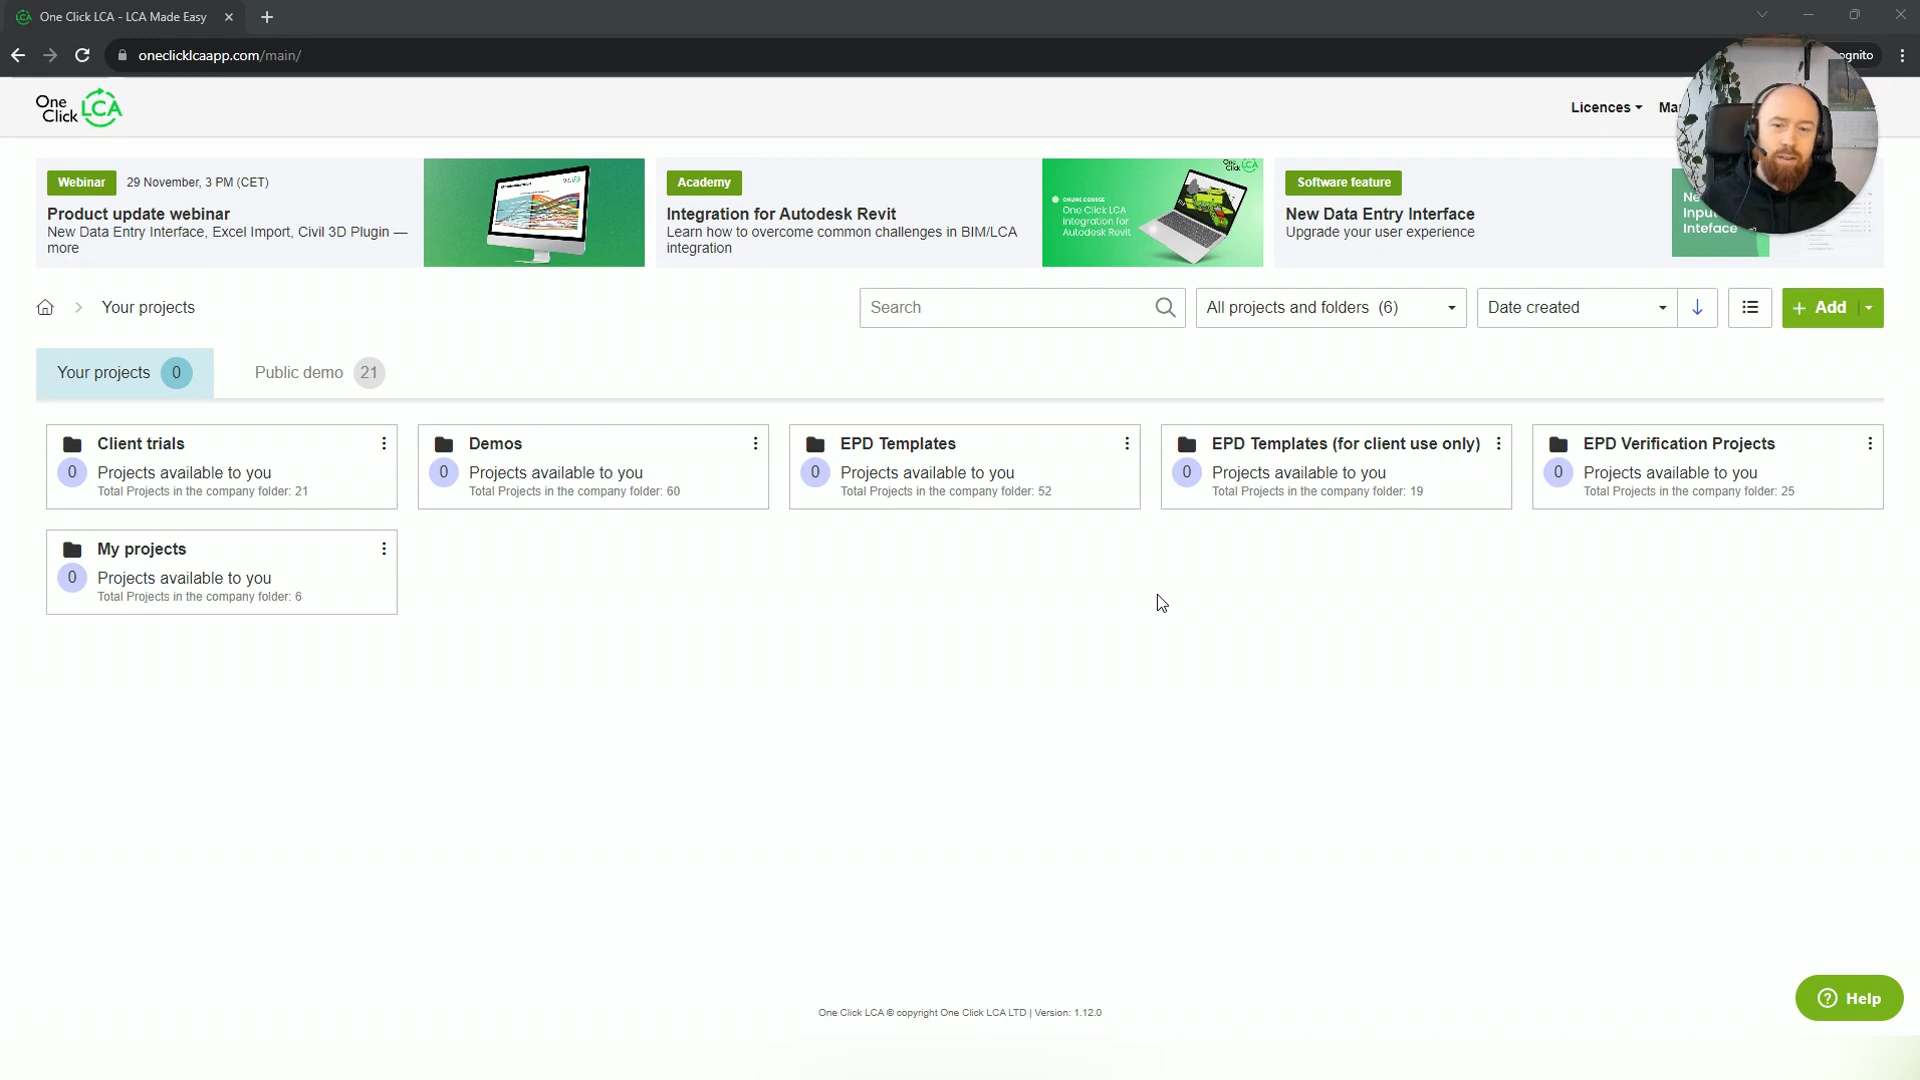 One Click LCA - LCA Made Easy
oneclicklcaapp.com/main/
ognito
One
Click LCA
Licences
Webinar 29 November, 3 PM (CET)
Product update webinar
New Data Entry Interface, Excel Import, Civil 3D Plugin —
more
Academy
Integration for Autodesk Revit
Learn how to overcome common challenges in BIM/LCA
integration
One Click LCA
ONLINE COURSE
One Click LCA
Integration for
Autodesk Revit
Software feature
New Data Entry Interface
Upgrade your user experience
Inteface
Your projects
Search
All projects and folders (6)
Date created
+ Add
Your projects 0
Public demo 21
Client trials
0 Projects available to you
Total Projects in the company folder: 21
Demos
0 Projects available to you
Total Projects in the company folder: 60
EPD Templates
0 Projects available to you
Total Projects in the company folder: 52
EPD Templates (for client use only)
0 Projects available to you
Total Projects in the company folder: 19
EPD Verification Projects
0 Projects available to you
Total Projects in the company folder: 25
My projects
0 Projects available to you
Total Projects in the company folder: 6
Help
One Click LCA © copyright One Click LCA LTD | Version: 1.12.0